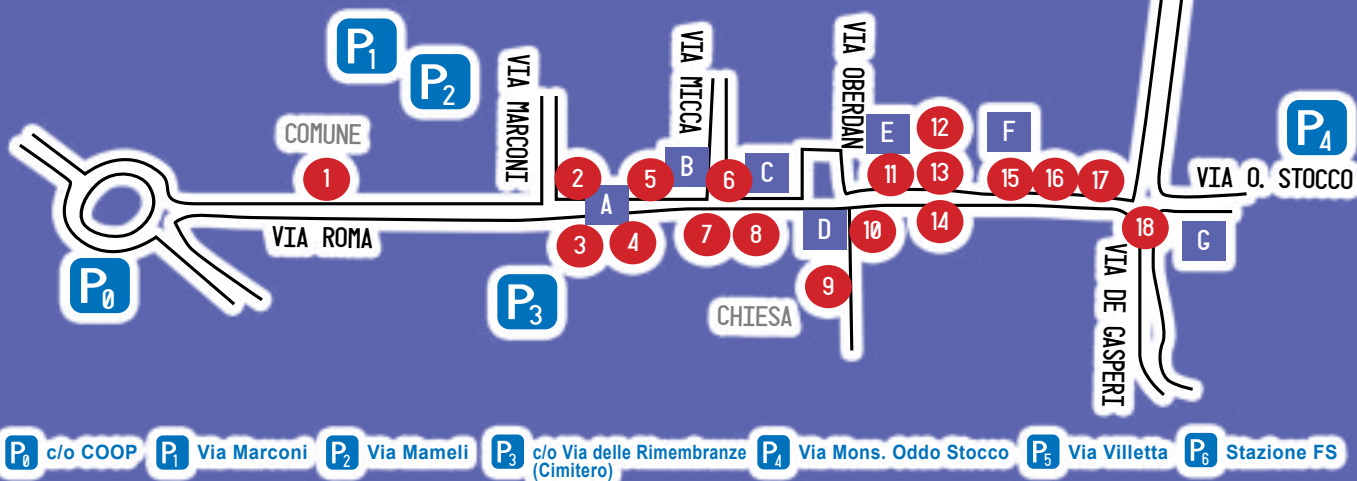 P1
P2
COMUNE
1
VIA MARCONI
VIA MICCA
VIA OBERDAN
2
5
B
6
C
E
12
11
13
F
15
16
17
P4
VIA O. STOCCO
A
VIA ROMA
3
4
7
8
D
10
14
18
G
P0
P3
CHIESA
9
VIA DE GASPERI
P0 c/o COOP
P1 Via Marconi
P2 Via Mameli
P3 c/o Via delle Rimembranze
(Cimitero)
P4 Via Mons. Oddo Stocco
P5 Via Villetta
P6 Stazione FS